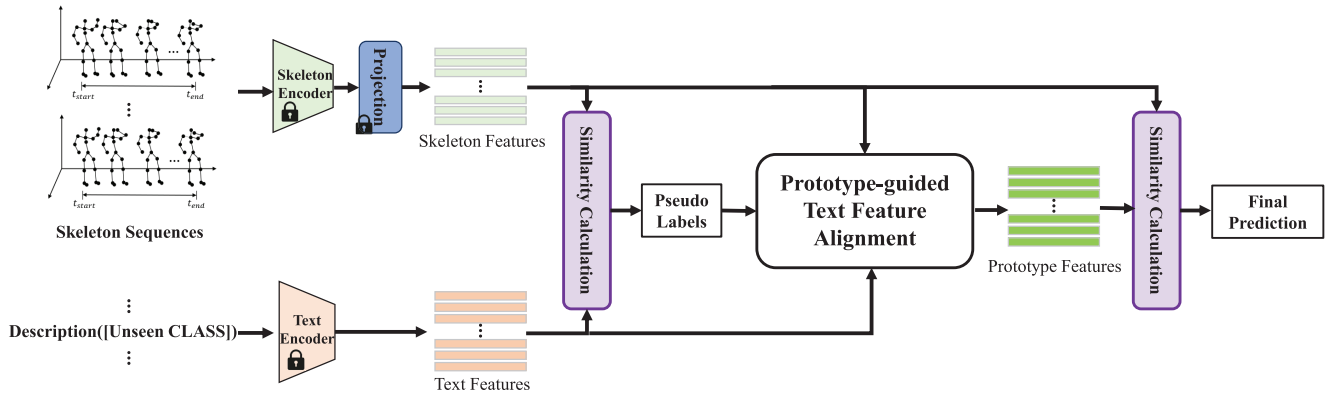 ...
t_start
t_end
...
t_start
t_end
Skeleton Sequences
Skeleton
Encoder
Projection
Skeleton Features
Description([Unseen CLASS])
Text
Encoder
Text Features
Similarity Calculation
Pseudo
Labels
Prototype-guided
Text Feature
Alignment
Prototype Features
Similarity Calculation
Final
Prediction